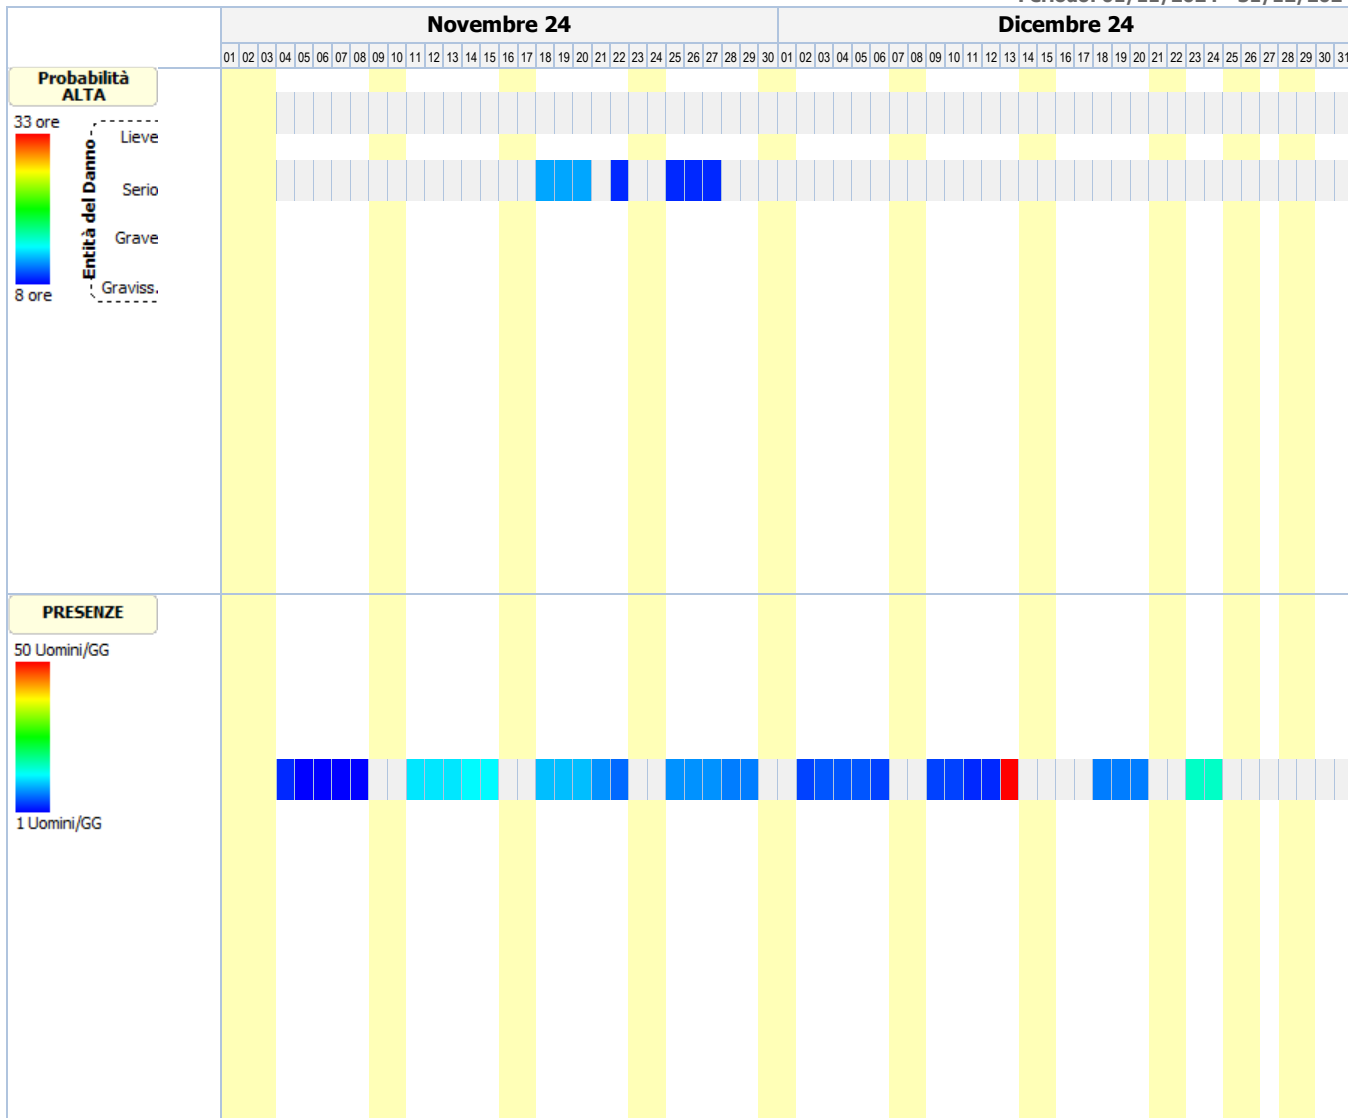 Novembre 24 Dicembre 24
01 02 03 04 05 06 07 08 09 10 11 12 13 14 15 16 17 18 19 20 21 22 23 24 25 26 27 28 29 30 01 02 03 04 05 06 07 08 09 10 11 12 13 14 15 16 17 18 19 20 21 22 23 24 25 26 27 28 29 30 31
Probabilità
ALTA
33 ore
8 ore
Entità del Danno
Lieve
Serio
Grave
Graviss.
PRESENZE
50 Uomini/GG
1 Uomini/GG